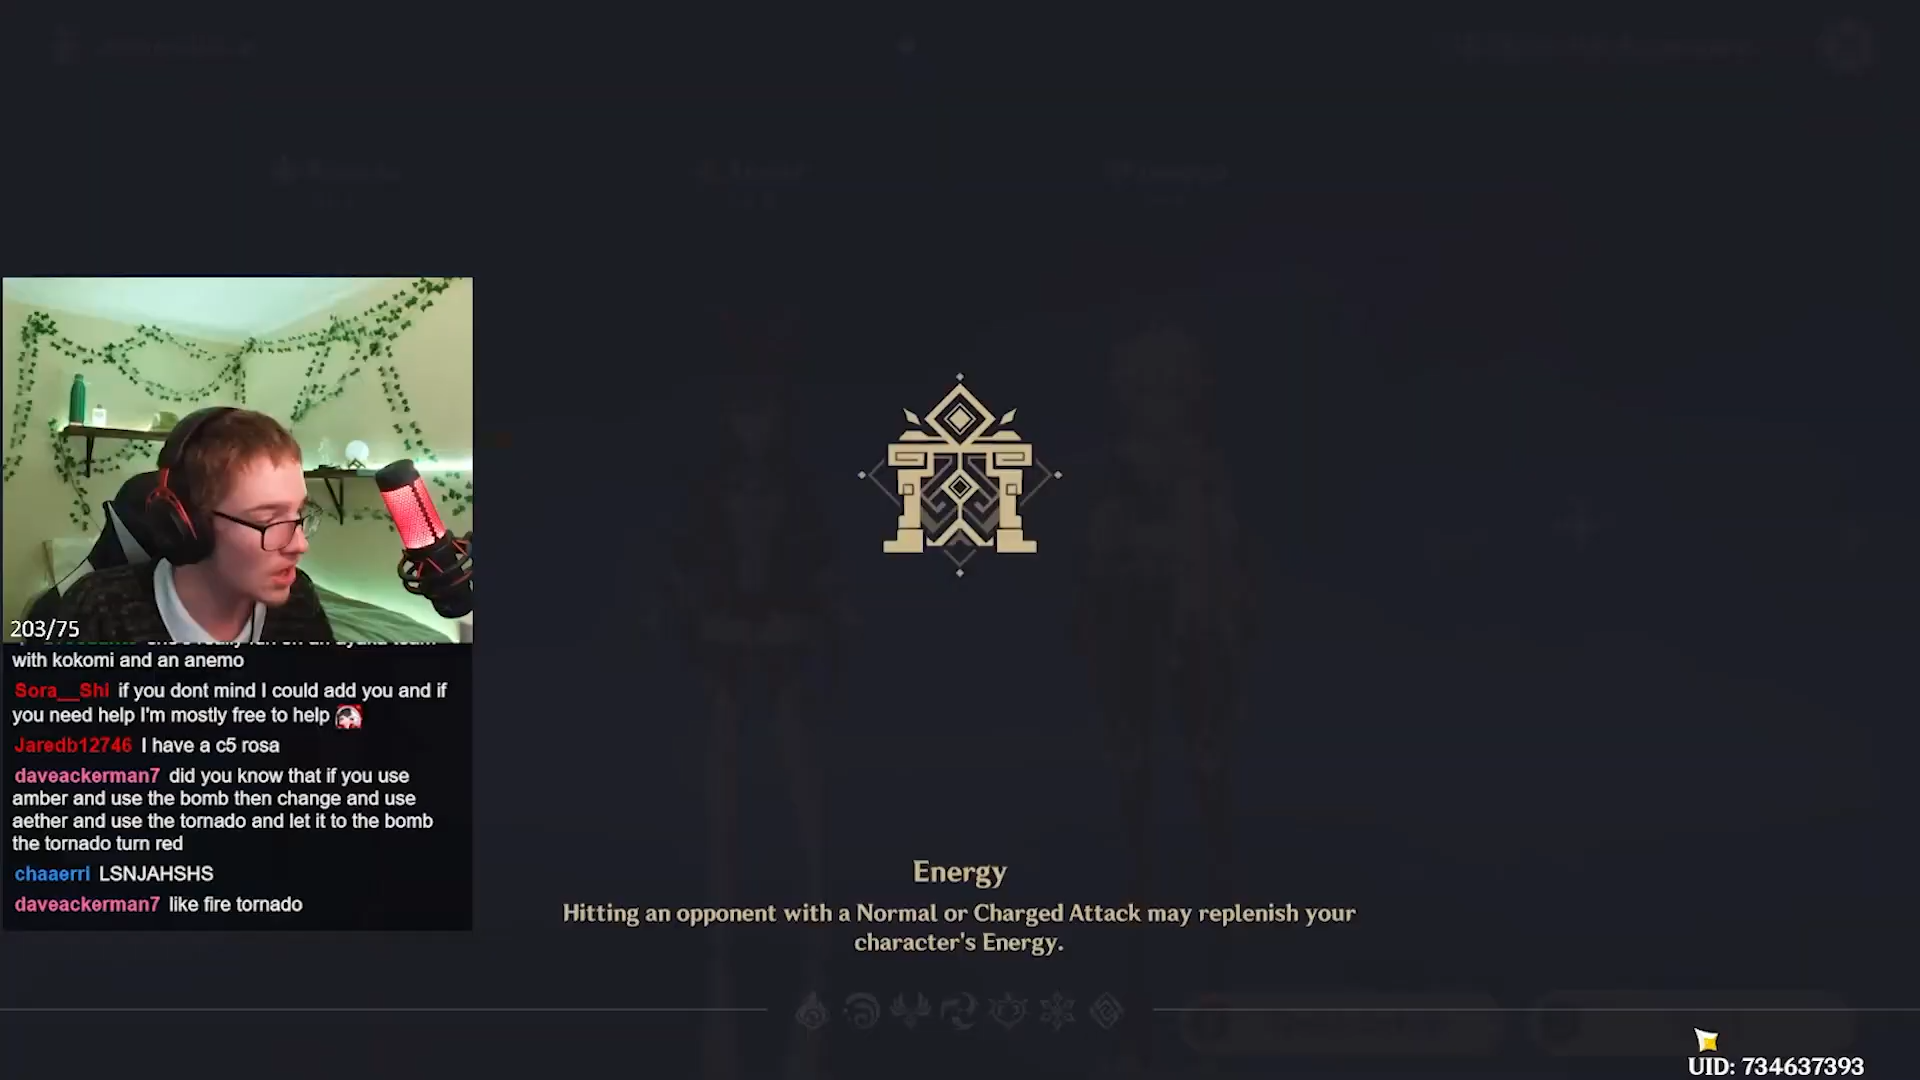 203/75
with kokomi and an anemo
Sora__Shi if you dont mind I could add you and if
you need help I'm mostly free to help
Jaredb12746 I have a c5 rosa
daveackerman7 did you know that if you use
amber and use the bomb then change and use
aether and use the tornado and let it to the bomb
the tornado turn red
chaaerri LSNJAHSHS
daveackerman7 like fire tornado
Energy
Hitting an opponent with a Normal or Charged Attack may replenish your
character's Energy.
UID: 734637393